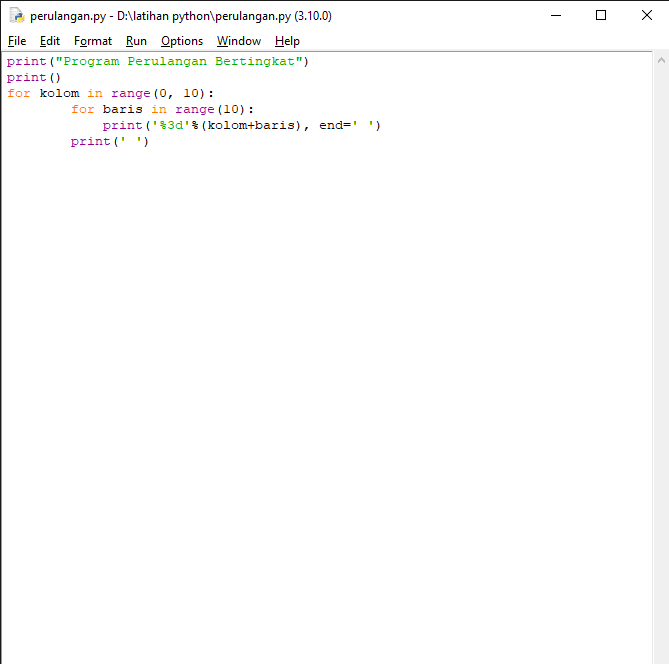 perulangan.py - D:\latihan python\perulangan.py (3.10.0)
File Edit Format Run Options Window Help
print("Program Perulangan Bertingkat")
print()
for kolom in range(0, 10):
        for baris in range(10):
            print('%3d'%(kolom+baris), end=' ')
        print(' ')